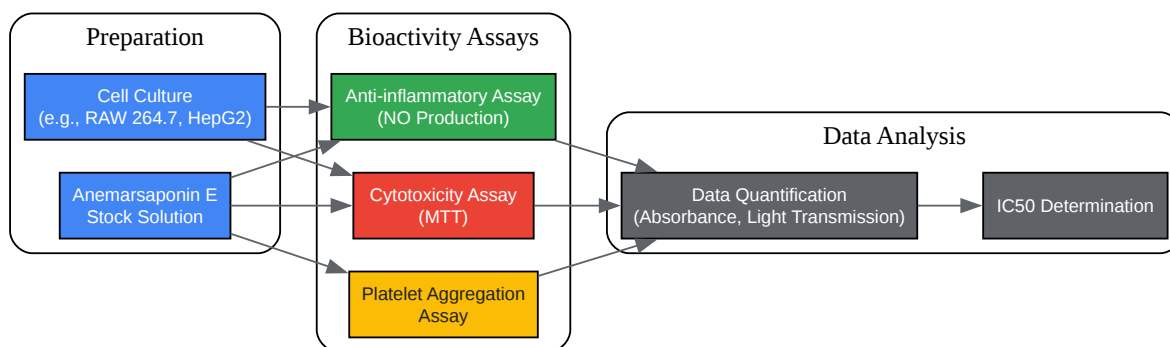 Preparation
Cell Culture
(e.g., RAW 264.7, HepG2)
Anemarsaponin E
Stock Solution
Bioactivity Assays
Anti-inflammatory Assay
(NO Production)
Cytotoxicity Assay
(MTT)
Platelet Aggregation
Assay
Data Analysis
Data Quantification
(Absorbance, Light Transmission)
IC50 Determination